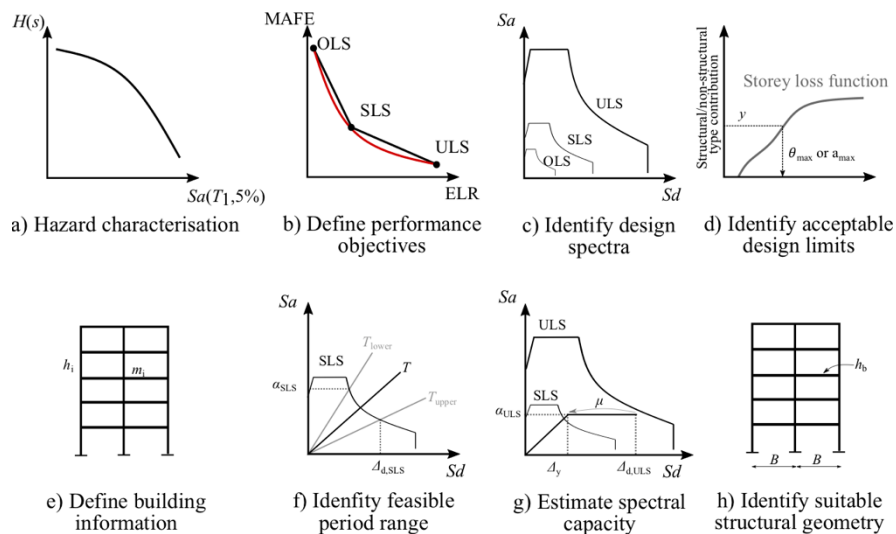 H(s)
Sa(T1,5%)
a) Hazard characterisation
MAFE
OLS
SLS
ULS
ELR
b) Define performance
objectives
Sa
ULS
SLS
OLS
Sd
c) Identify design
spectra
Structural/non-structural
type contribution
Storey loss function
y
θmax or amax
d) Identify acceptable
design limits
hi
mi
e) Define building
information
Sa
Tlower
SLS
T
αSLS
Tupper
Δd,SLS
Sd
f) Idenfity feasible
period range
Sa
ULS
SLS
μ
αULS
Δy
Δd,ULS
Sd
g) Estimate spectral
capacity
hb
B
B
h) Identify suitable
structural geometry